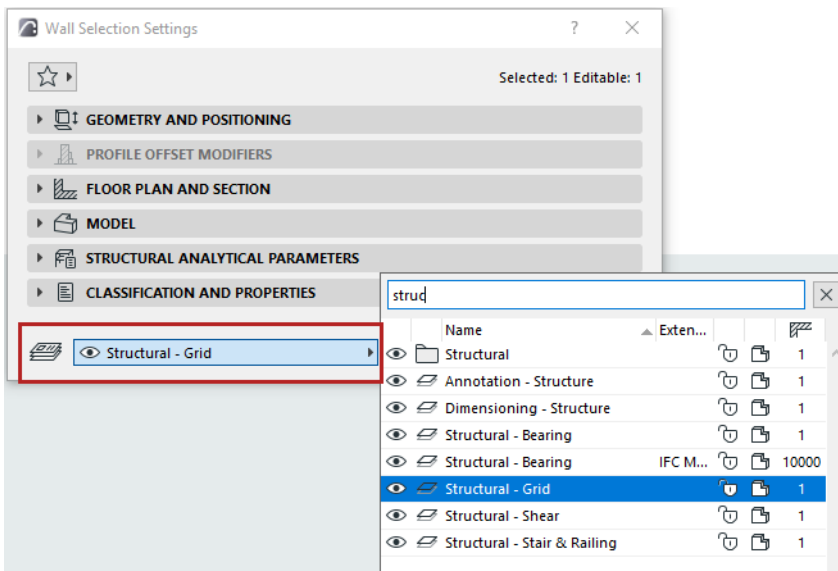 Wall Selection Settings ? ×
Selected: 1 Editable: 1
GEOMETRY AND POSITIONING
PROFILE OFFSET MODIFIERS
FLOOR PLAN AND SECTION
MODEL
STRUCTURAL ANALYTICAL PARAMETERS
CLASSIFICATION AND PROPERTIES
Structural - Grid
struc
Name Exten...
Structural 1
Annotation - Structure 1
Dimensioning - Structure 1
Structural - Bearing 1
Structural - Bearing IFC M... 10000
Structural - Grid 1
Structural - Shear 1
Structural - Stair & Railing 1